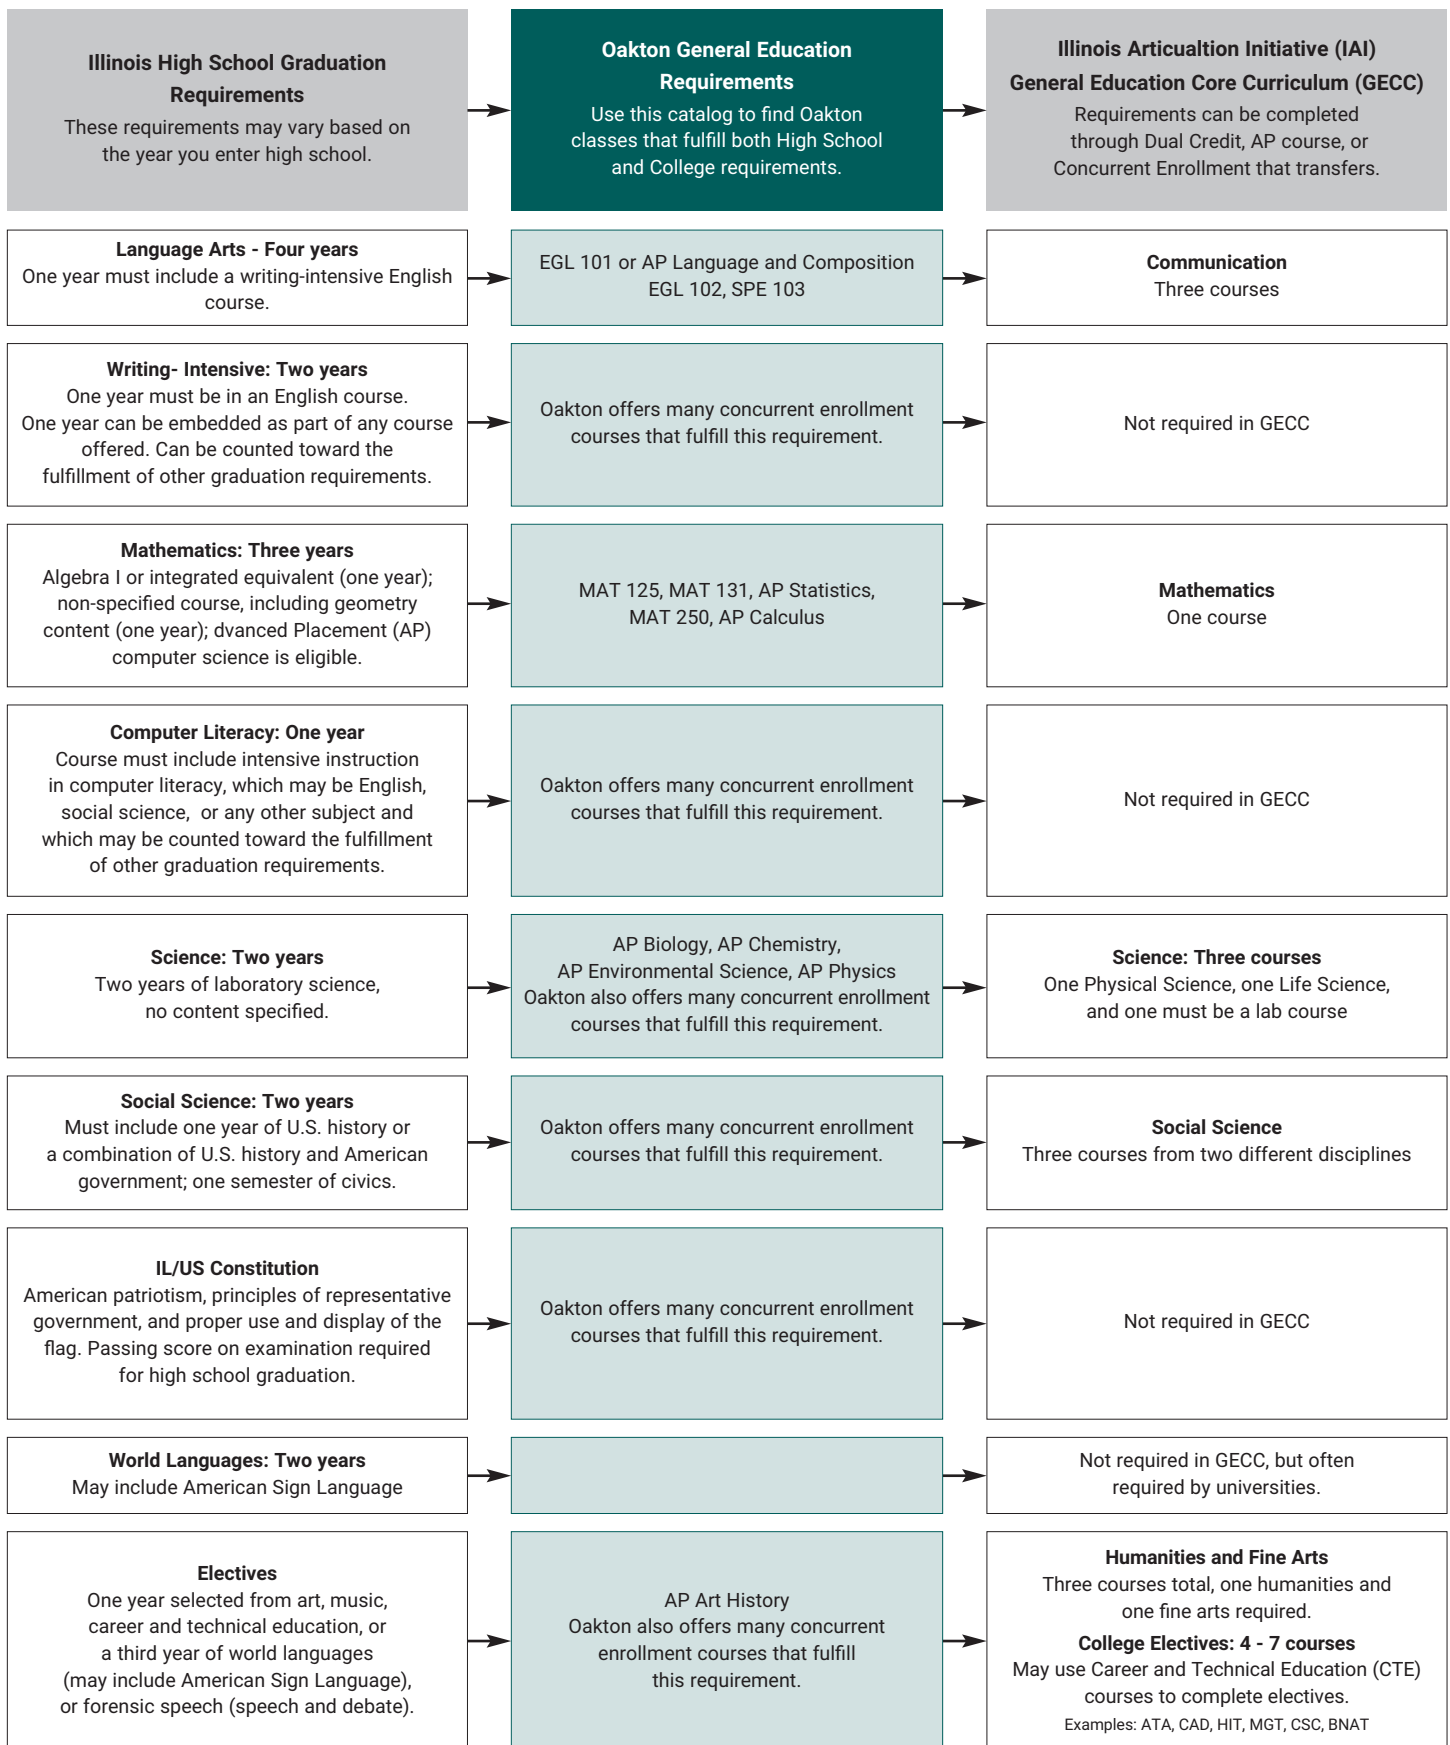 Illinois High School Graduation
Requirements
These requirements may vary based on
the year you enter high school.
Oakton General Education
Requirements
Use this catalog to find Oakton
classes that fulfill both High School
and College requirements.
Illinois Articualtion Initiative (IAI)
General Education Core Curriculum (GECC)
Requirements can be completed
through Dual Credit, AP course, or
Concurrent Enrollment that transfers.
Language Arts - Four years
One year must include a writing-intensive English
course.
EGL 101 or AP Language and Composition
EGL 102, SPE 103
Communication
Three courses
Writing- Intensive: Two years
One year must be in an English course.
One year can be embedded as part of any course
offered. Can be counted toward the
fulfillment of other graduation requirements.
Oakton offers many concurrent enrollment
courses that fulfill this requirement.
Not required in GECC
Mathematics: Three years
Algebra I or integrated equivalent (one year);
non-specified course, including geometry
content (one year); dvanced Placement (AP)
computer science is eligible.
MAT 125, MAT 131, AP Statistics,
MAT 250, AP Calculus
Mathematics
One course
Computer Literacy: One year
Course must include intensive instruction
in computer literacy, which may be English,
social science, or any other subject and
which may be counted toward the fulfillment
of other graduation requirements.
Oakton offers many concurrent enrollment
courses that fulfill this requirement.
Not required in GECC
Science: Two years
Two years of laboratory science,
no content specified.
AP Biology, AP Chemistry,
AP Environmental Science, AP Physics
Oakton also offers many concurrent enrollment
courses that fulfill this requirement.
Science: Three courses
One Physical Science, one Life Science,
and one must be a lab course
Social Science: Two years
Must include one year of U.S. history or
a combination of U.S. history and American
government; one semester of civics.
Oakton offers many concurrent enrollment
courses that fulfill this requirement.
Social Science
Three courses from two different disciplines
IL/US Constitution
American patriotism, principles of representative
government, and proper use and display of the
flag. Passing score on examination required
for high school graduation.
Oakton offers many concurrent enrollment
courses that fulfill this requirement.
Not required in GECC
World Languages: Two years
May include American Sign Language
Not required in GECC, but often
required by universities.
Electives
One year selected from art, music,
career and technical education, or
a third year of world languages
(may include American Sign Language),
or forensic speech (speech and debate).
AP Art History
Oakton also offers many concurrent
enrollment courses that fulfill
this requirement.
Humanities and Fine Arts
Three courses total, one humanities and
one fine arts required.
College Electives: 4 - 7 courses
May use Career and Technical Education (CTE)
courses to complete electives.
Examples: ATA, CAD, HIT, MGT, CSC, BNAT